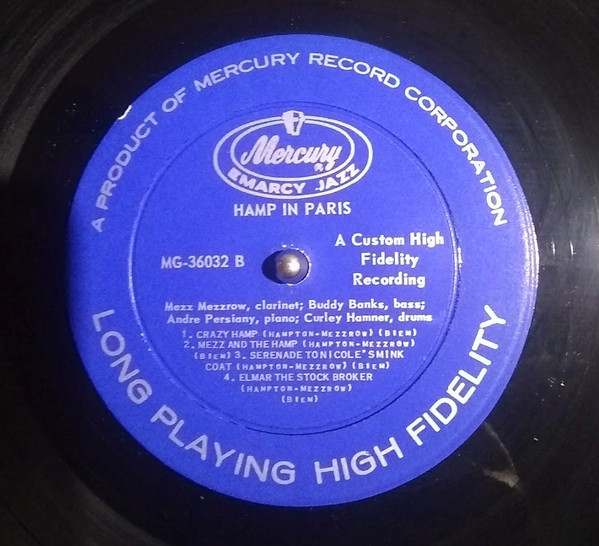 A PRODUCT OF MERCURY RECORD CORPORATION
Mercury
EMARCY JAZZ
HAMP IN PARIS
MG-36032 B
A Custom High
Fidelity
Recording
Mezz Mezzrow, clarinet; Buddy Banks, bass;
Andre Persiany, piano; Curley Hamner, drums
1. CRAZY HAMP (HAMPTON-MEZZROW) (BIEM)
2. MEZZ AND THE HAMP (HAMPTON-MEZZROW)
(BIEM) 3. SERENADE TO NICOLE'S MINK
COAT (HAMPTON-MEZZROW) (BIEM)
4. ELMAR THE STOCK BROKER
(HAMPTON-MEZZROW)
(BIEM)
LONG PLAYING HIGH FIDELITY